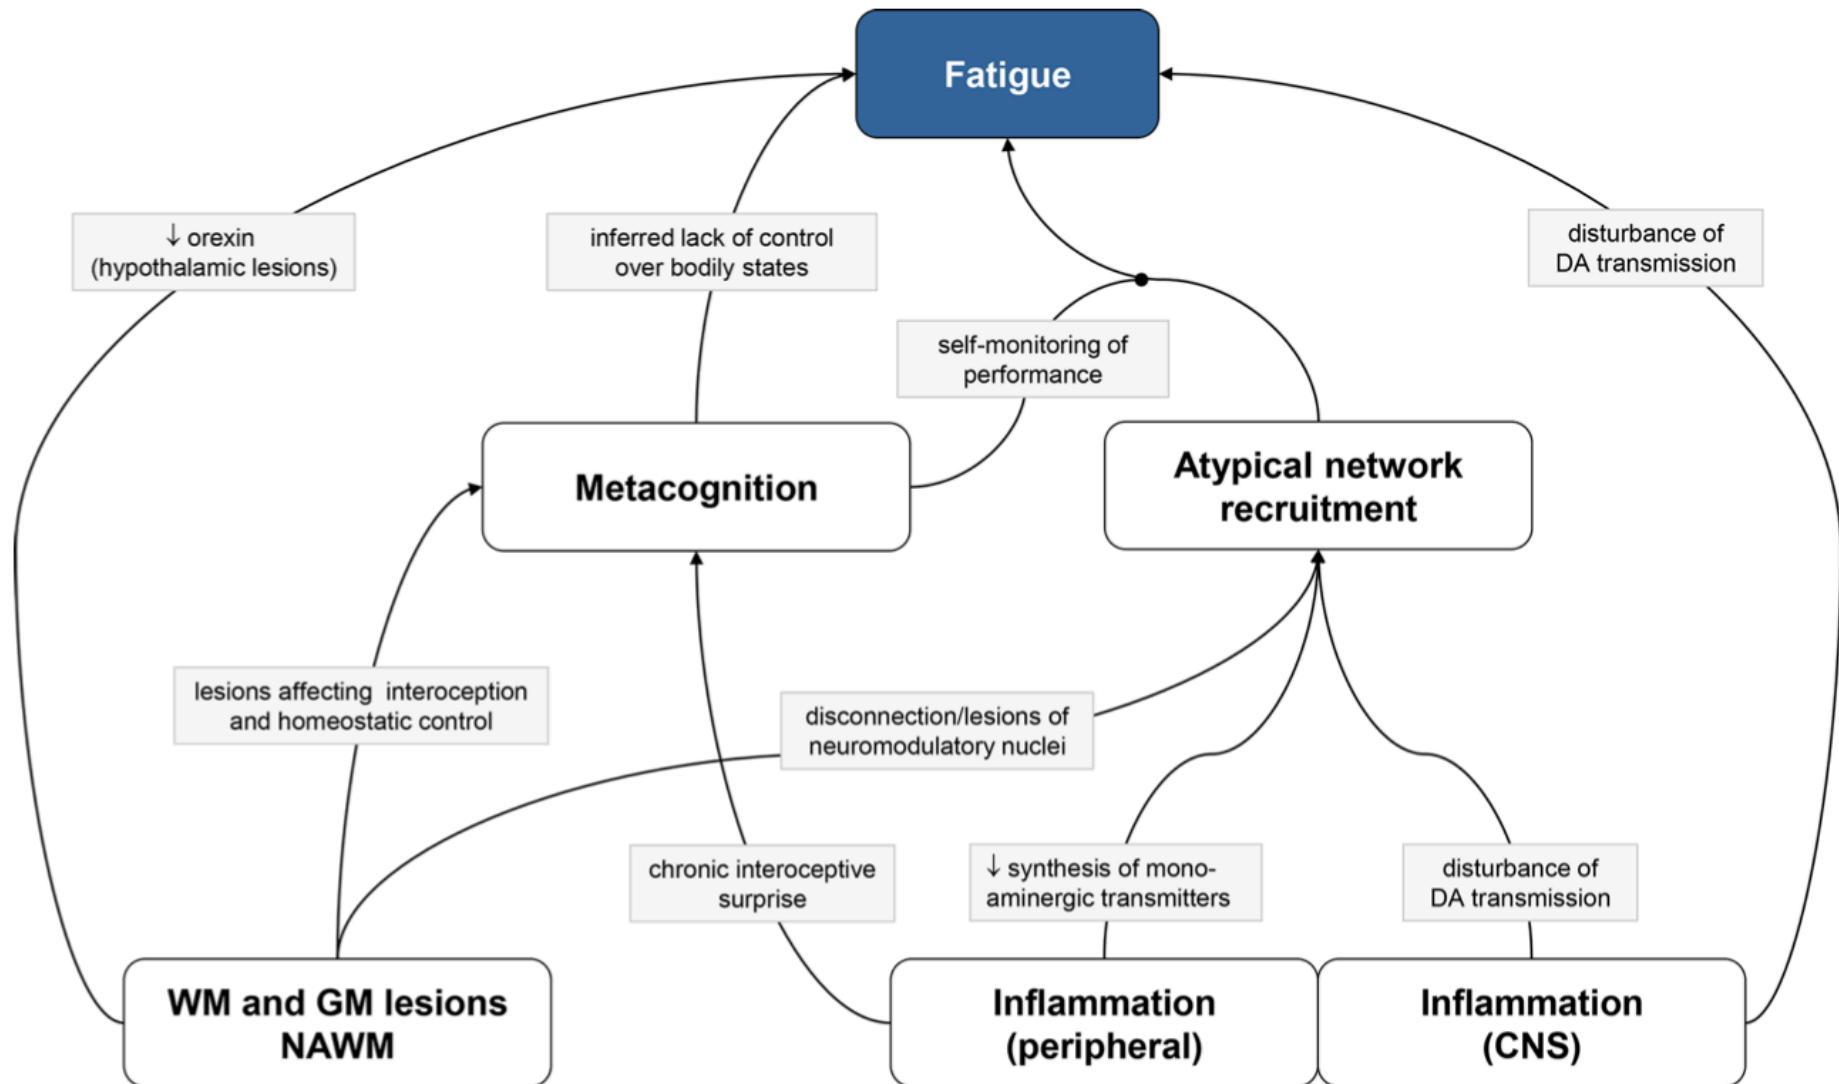 Fatigue
↓ orexin
(hypothalamic lesions)
inferred lack of control
over bodily states
disturbance of
DA transmission
self-monitoring of
performance
Metacognition
Atypical network
recruitment
lesions affecting interoception
and homeostatic control
disconnection/lesions of
neuromodulatory nuclei
chronic interoceptive
surprise
↓ synthesis of mono-
aminergic transmitters
disturbance of
DA transmission
WM and GM lesions
NAWM
Inflammation
(peripheral)
Inflammation
(CNS)